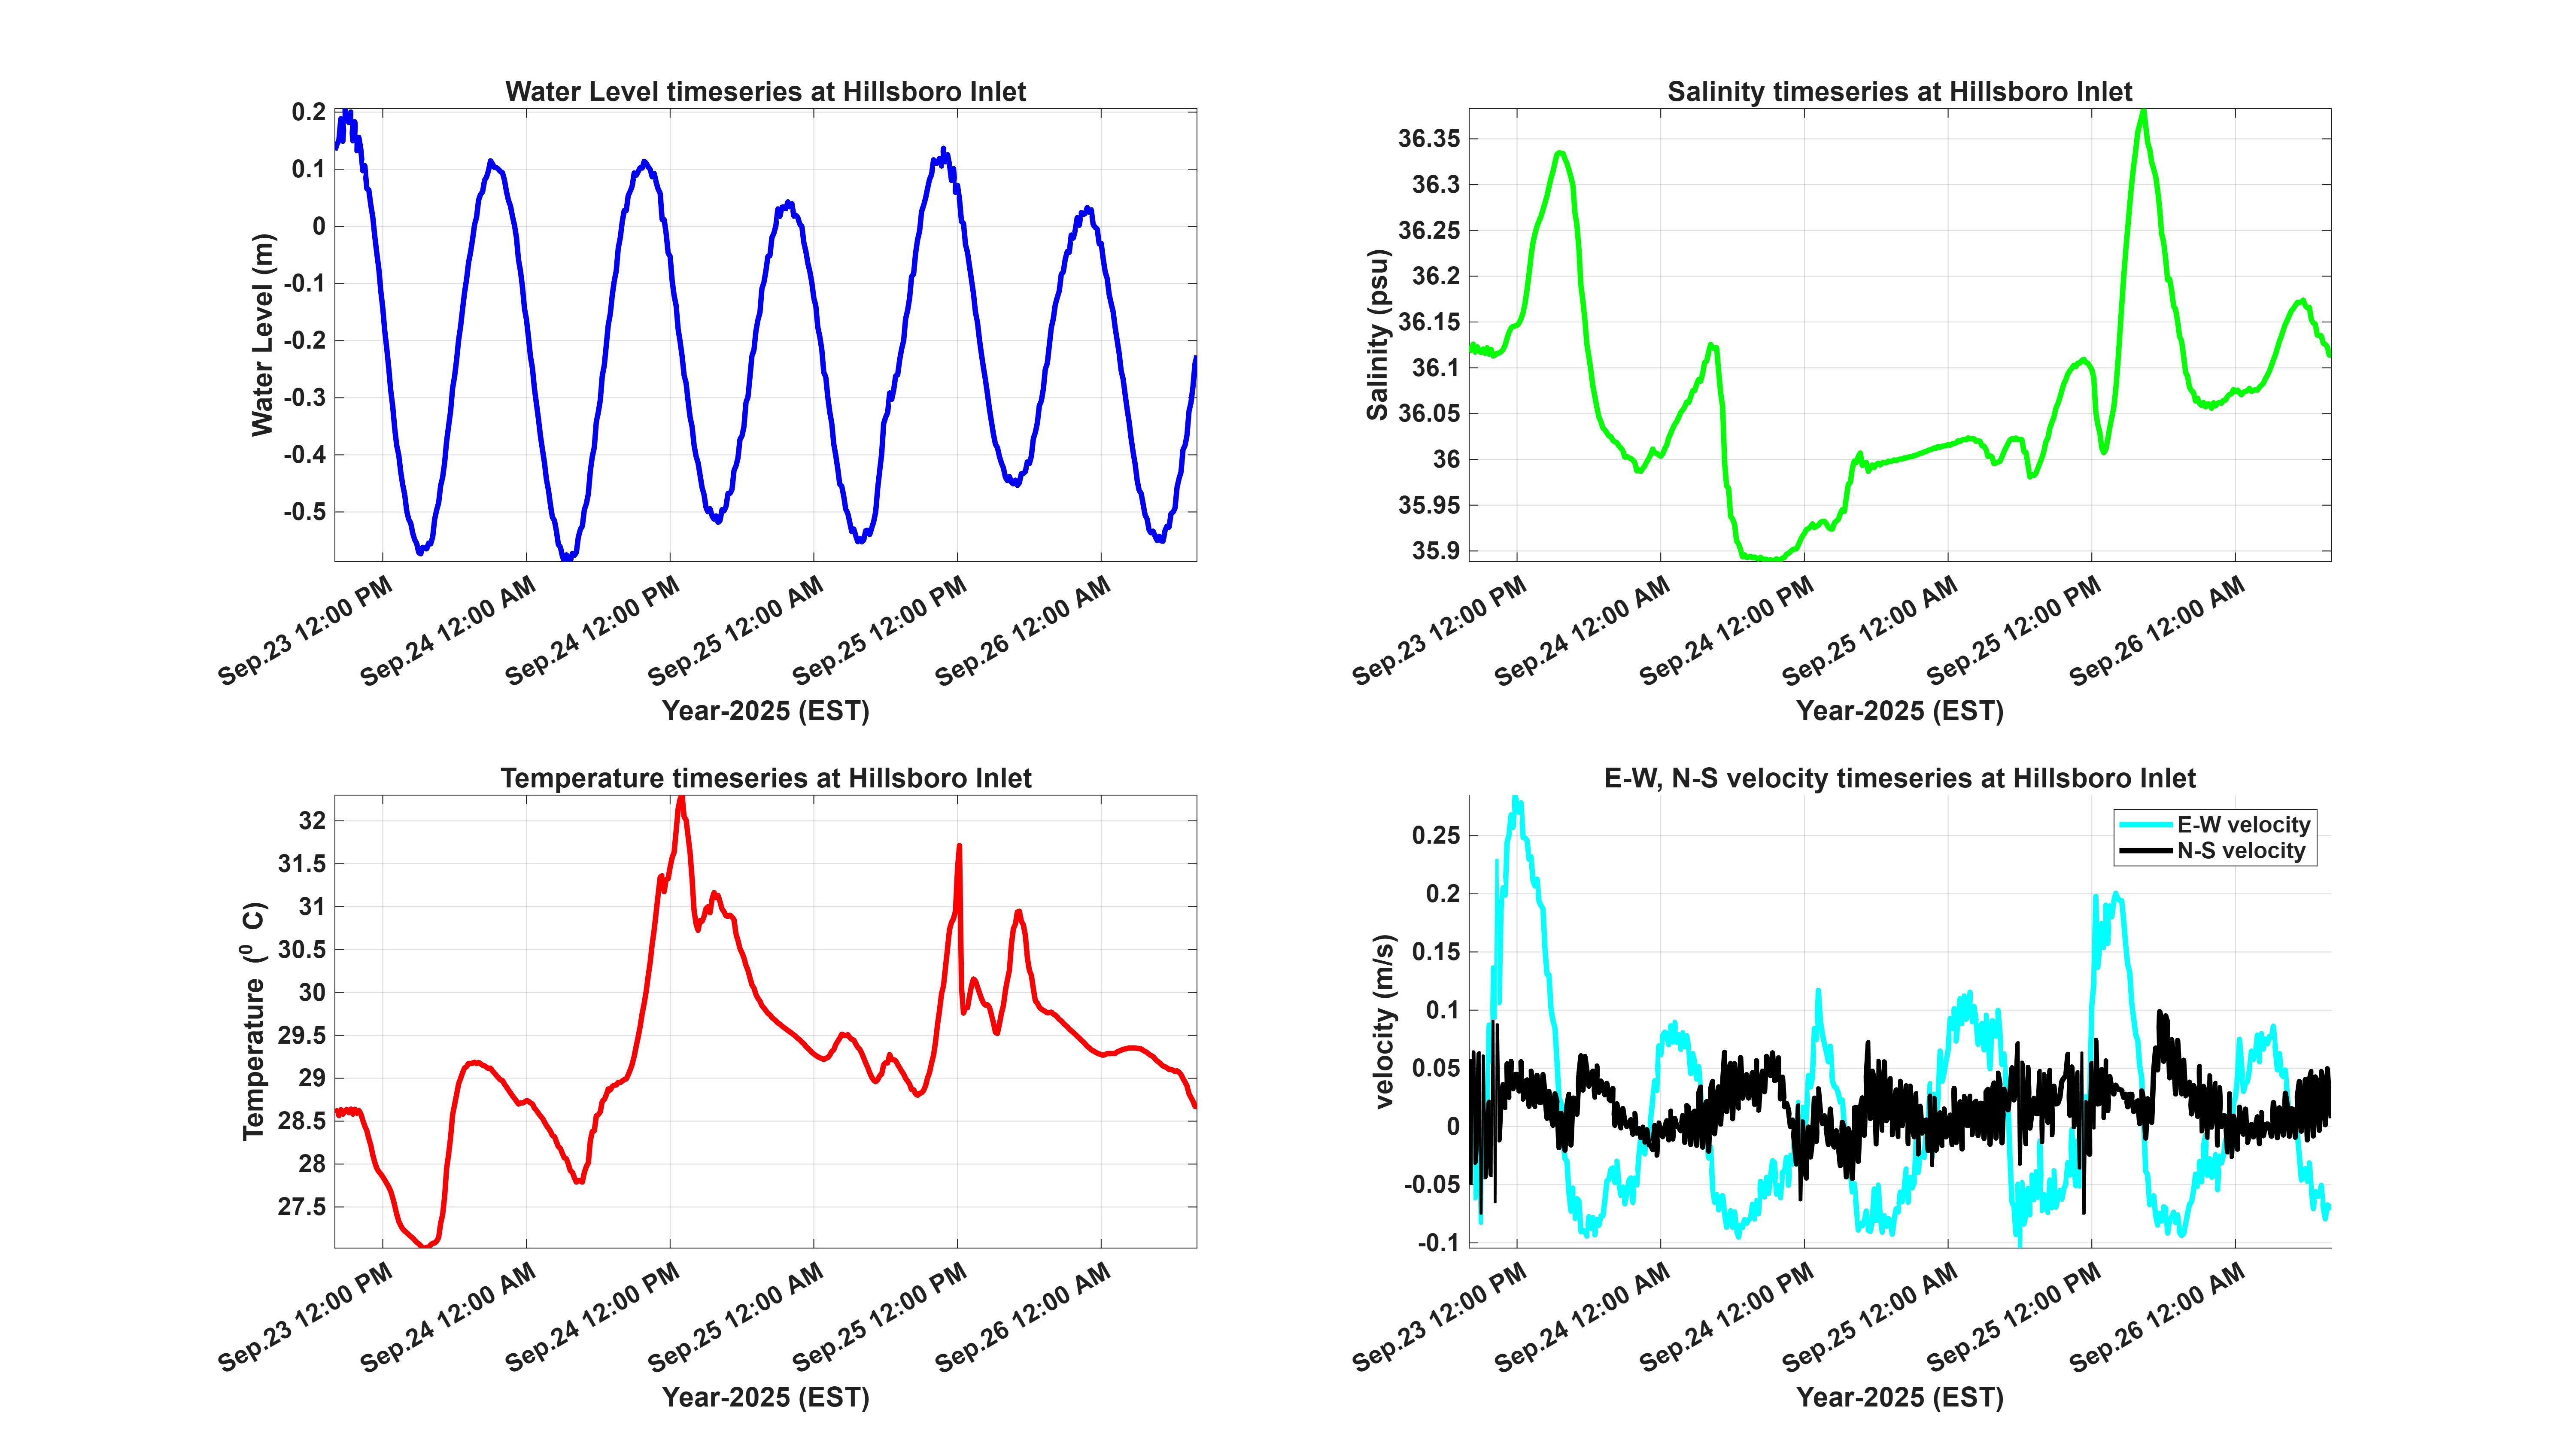 Water Level timeseries at Hillsboro Inlet
Water Level (m)
0.2
0.1
0
-0.1
-0.2
-0.3
-0.4
-0.5
Sep.23 12:00 PM
Sep.24 12:00 AM
Sep.24 12:00 PM
Sep.25 12:00 AM
Sep.25 12:00 PM
Sep.26 12:00 AM
Year-2025 (EST)
Salinity timeseries at Hillsboro Inlet
Salinity (psu)
36.35
36.3
36.25
36.2
36.15
36.1
36.05
36
35.95
35.9
Sep.23 12:00 PM
Sep.24 12:00 AM
Sep.24 12:00 PM
Sep.25 12:00 AM
Sep.25 12:00 PM
Sep.26 12:00 AM
Year-2025 (EST)
Temperature timeseries at Hillsboro Inlet
Temperature (⁰ C)
32
31.5
31
30.5
30
29.5
29
28.5
28
27.5
Sep.23 12:00 PM
Sep.24 12:00 AM
Sep.24 12:00 PM
Sep.25 12:00 AM
Sep.25 12:00 PM
Sep.26 12:00 AM
Year-2025 (EST)
E-W, N-S velocity timeseries at Hillsboro Inlet
velocity (m/s)
0.25
0.2
0.15
0.1
0.05
0
-0.05
-0.1
E-W velocity
N-S velocity
Sep.23 12:00 PM
Sep.24 12:00 AM
Sep.24 12:00 PM
Sep.25 12:00 AM
Sep.25 12:00 PM
Sep.26 12:00 AM
Year-2025 (EST)